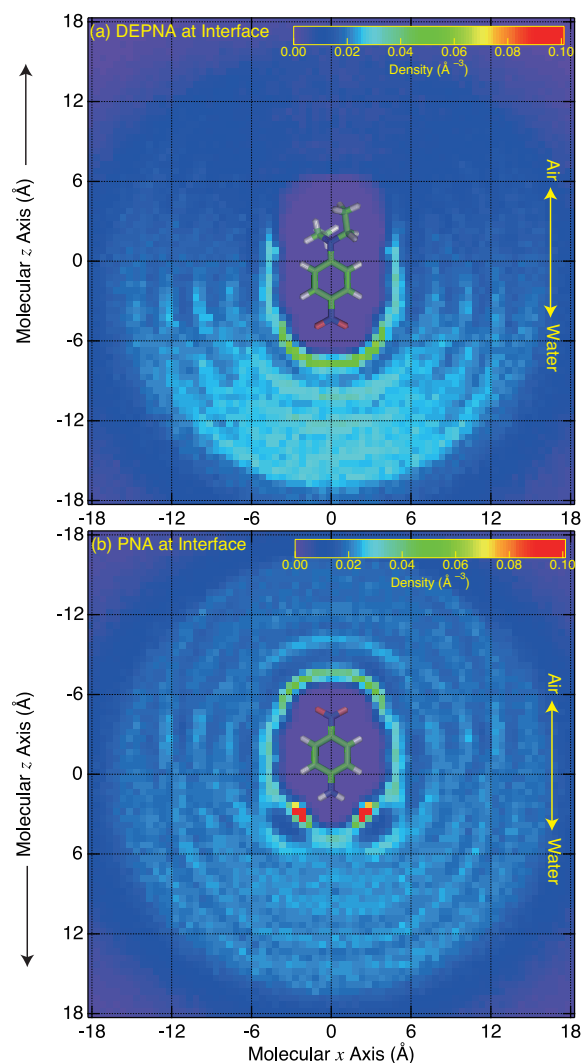 (a) DEPNA at Interface
0.00 0.02 0.04 0.06 0.08 0.10
Density (Å⁻³)
18
12
6
0
-6
-12
-18
Molecular z Axis (Å)
Air
Water
-18 -12 -6 0 6 12 18
(b) PNA at Interface
0.00 0.02 0.04 0.06 0.08 0.10
Density (Å⁻³)
-12
-6
0
6
12
18
Molecular z Axis (Å)
Air
Water
-18 -12 -6 0 6 12 18
Molecular x Axis (Å)